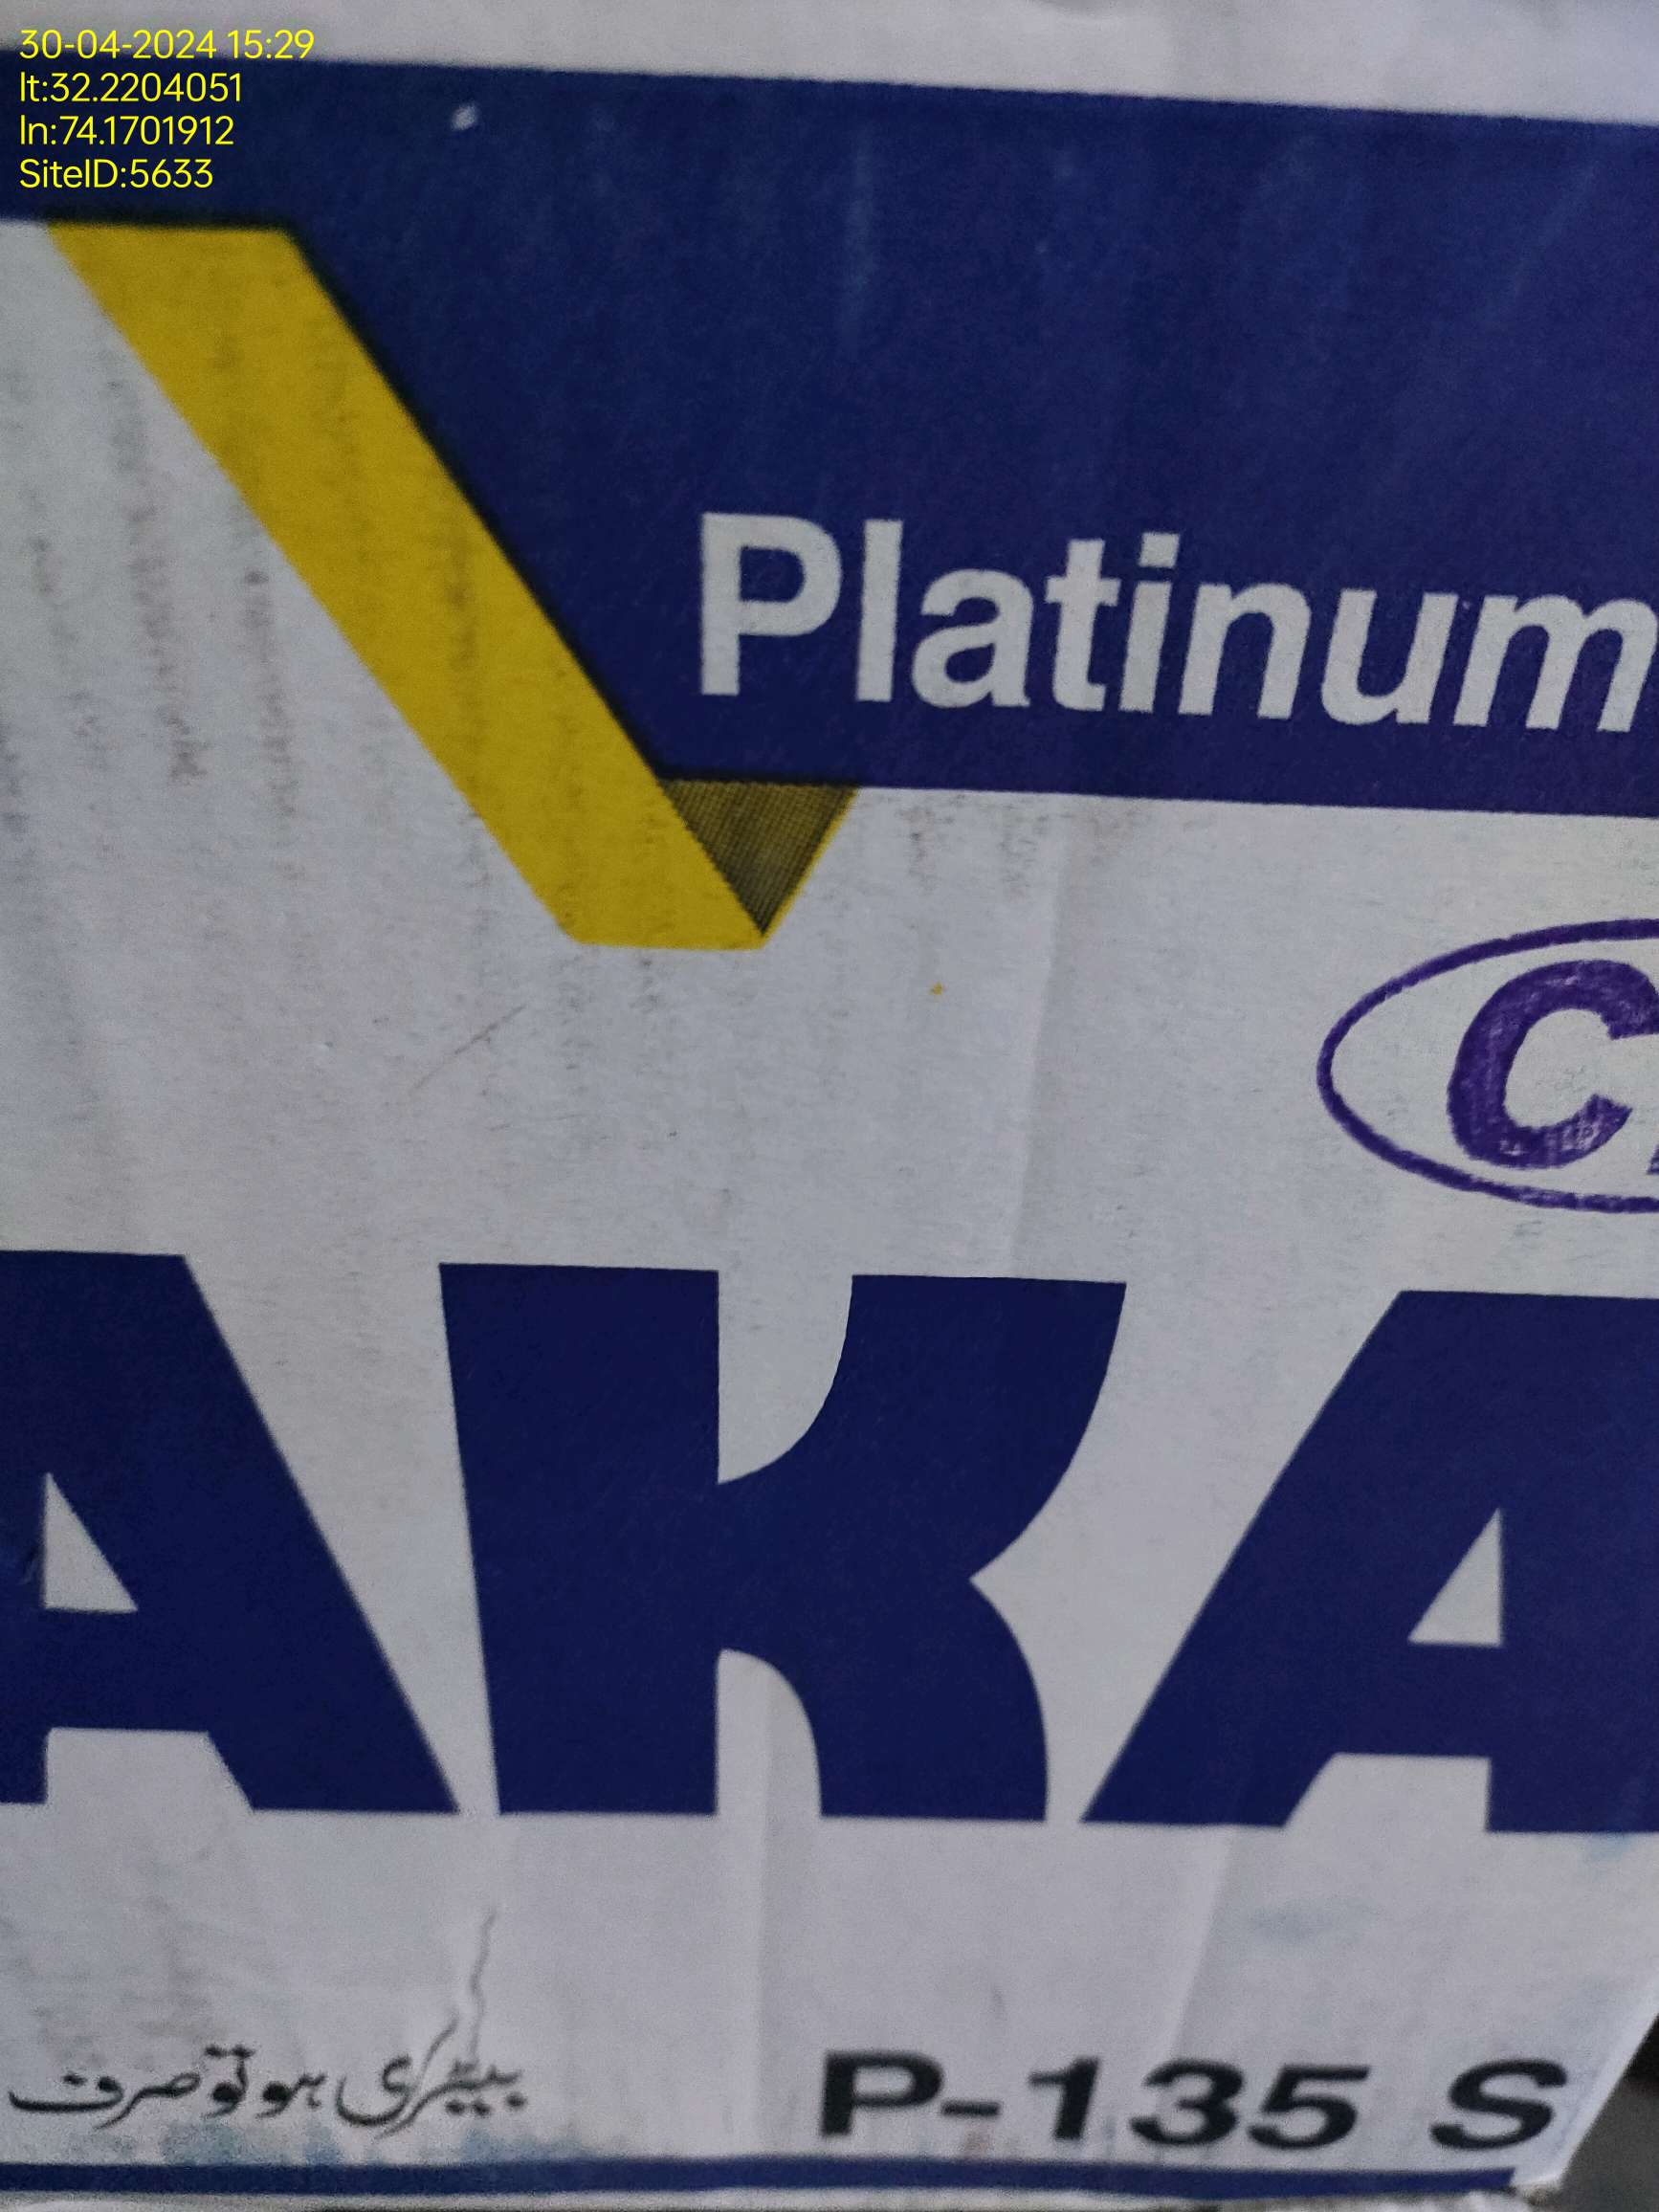 30-04-2024 15:29
lt:32.2204051
ln:74.1701912
SiteID:5633
Platinum
C
AKA
بیٹری ہو تو صرف
P-135 S